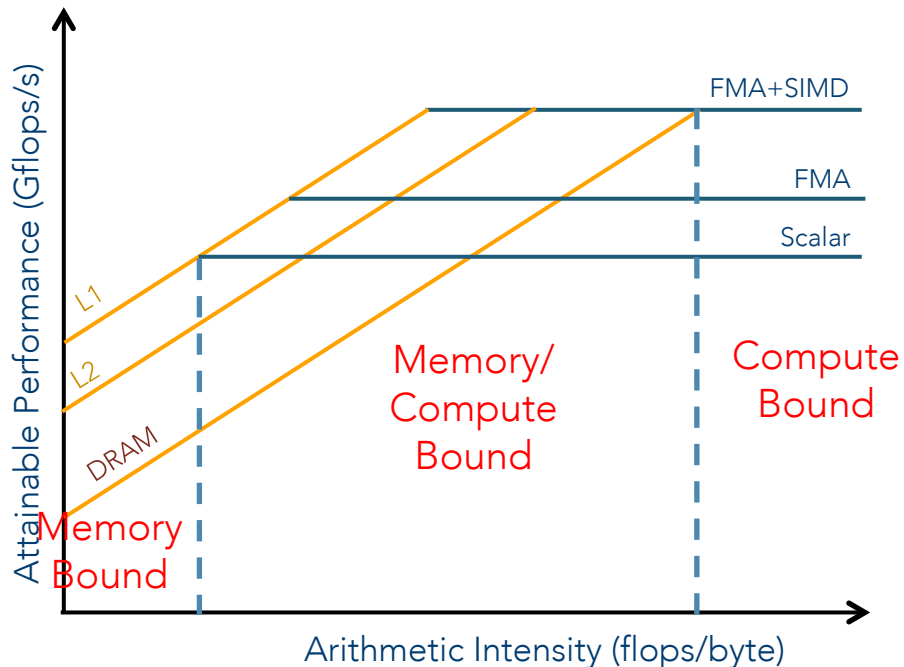 Attainable Performance (Gflops/s)
FMA+SIMD
FMA
Scalar
L1
L2
DRAM
Memory/
Compute
Bound
Compute
Bound
Memory
Bound
Arithmetic Intensity (flops/byte)